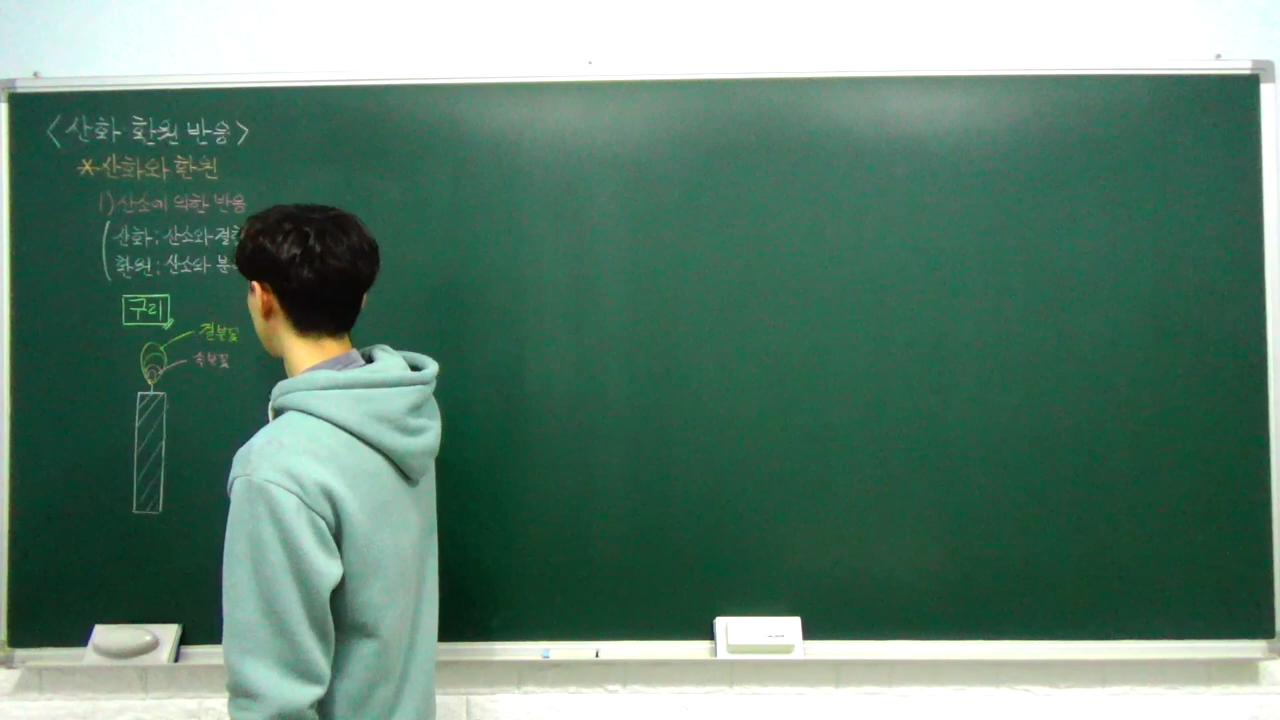 <산화 환원 반응>
*산화와 환원
1) 산소에 의한 반응
산화: 산소와 결
환원: 산소와 분
구리
겉불꽃
속불꽃